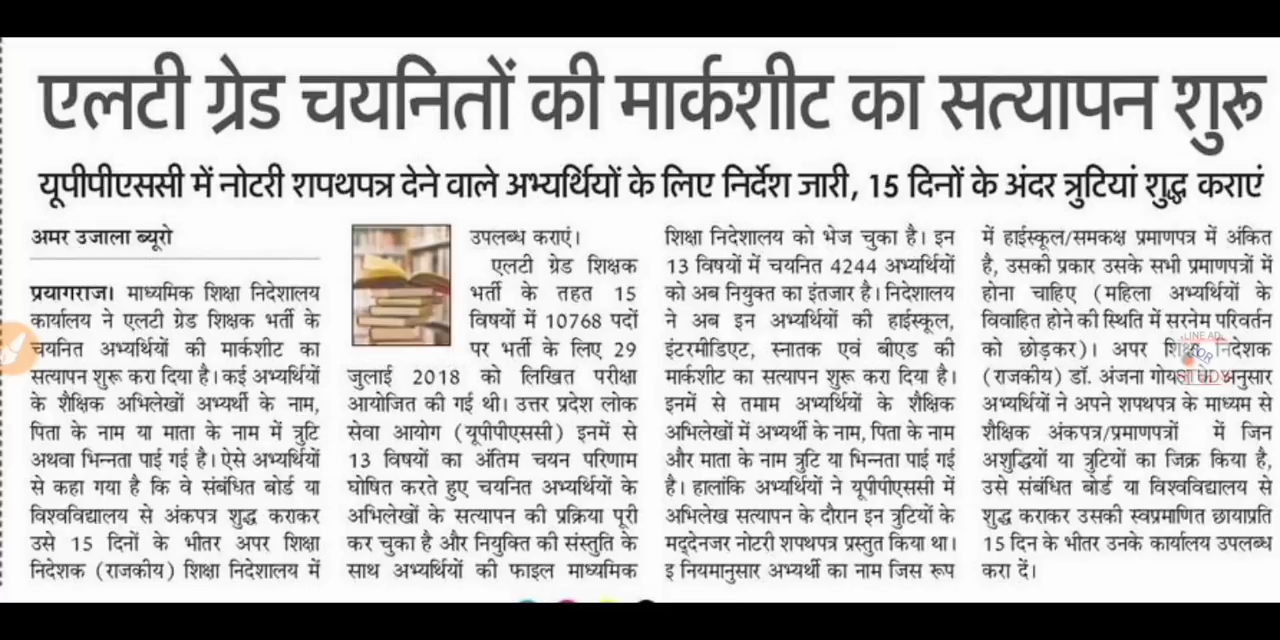 एलटी ग्रेड चयनितों की मार्कशीट का सत्यापन शुरू
यूपीपीएससी में नोटरी शपथपत्र देने वाले अभ्यर्थियों के लिए निर्देश जारी, 15 दिनों के अंदर त्रुटियां शुद्ध कराएं
अमर उजाला ब्यूरो
प्रयागराज। माध्यमिक शिक्षा निदेशालय
कार्यालय ने एलटी ग्रेड शिक्षक भर्ती के
चयनित अभ्यर्थियों की मार्कशीट का
सत्यापन शुरू करा दिया है। कई अभ्यर्थियों
के शैक्षिक अभिलेखों अभ्यर्थी के नाम,
पिता के नाम या माता के नाम में त्रुटि
अथवा भिन्नता पाई गई है। ऐसे अभ्यर्थियों
से कहा गया है कि वे संबंधित बोर्ड या
विश्वविद्यालय से अंकपत्र शुद्ध कराकर
उसे 15 दिनों के भीतर अपर शिक्षा
निदेशक (राजकीय) शिक्षा निदेशालय में
उपलब्ध कराएं।
एलटी ग्रेड शिक्षक
भर्ती के तहत 15
विषयों में 10768 पदों
पर भर्ती के लिए 29
जुलाई 2018 को लिखित परीक्षा
आयोजित की गई थी। उत्तर प्रदेश लोक
सेवा आयोग (यूपीपीएससी) इनमें से
13 विषयों का अंतिम चयन परिणाम
घोषित करते हुए चयनित अभ्यर्थियों के
अभिलेखों के सत्यापन की प्रक्रिया पूरी
कर चुका है और नियुक्ति की संस्तुति के
साथ अभ्यर्थियों की फाइल माध्यमिक
शिक्षा निदेशालय को भेज चुका है। इन
13 विषयों में चयनित 4244 अभ्यर्थियों
को अब नियुक्त का इंतजार है। निदेशालय
ने अब इन अभ्यर्थियों की हाईस्कूल,
इंटरमीडिएट, स्नातक एवं बीएड की
मार्कशीट का सत्यापन शुरू करा दिया है।
इनमें से तमाम अभ्यर्थियों के शैक्षिक
अभिलेखों में अभ्यर्थी के नाम, पिता के नाम
और माता के नाम त्रुटि या भिन्नता पाई गई
है। हालांकि अभ्यर्थियों ने यूपीपीएससी में
अभिलेख सत्यापन के दौरान इन त्रुटियों के
मद्देनजर नोटरी शपथपत्र प्रस्तुत किया था।
इ नियमानुसार अभ्यर्थी का नाम जिस रूप
में हाईस्कूल/समकक्ष प्रमाणपत्र में अंकित
है, उसकी प्रकार उसके सभी प्रमाणपत्रों में
होना चाहिए (महिला अभ्यर्थियों के
विवाहित होने की स्थिति में सरनेम परिवर्तन
को छोड़कर)। अपर शिक्षा निदेशक
(राजकीय) डॉ. अंजना गोयल के अनुसार
अभ्यर्थियों ने अपने शपथपत्र के माध्यम से
शैक्षिक अंकपत्र/प्रमाणपत्रों में जिन
अशुद्धियों या त्रुटियों का जिक्र किया है,
उसे संबंधित बोर्ड या विश्वविद्यालय से
शुद्ध कराकर उसकी स्वप्रमाणित छायाप्रति
15 दिन के भीतर उनके कार्यालय उपलब्ध
करा दें।
FOR
STUDY